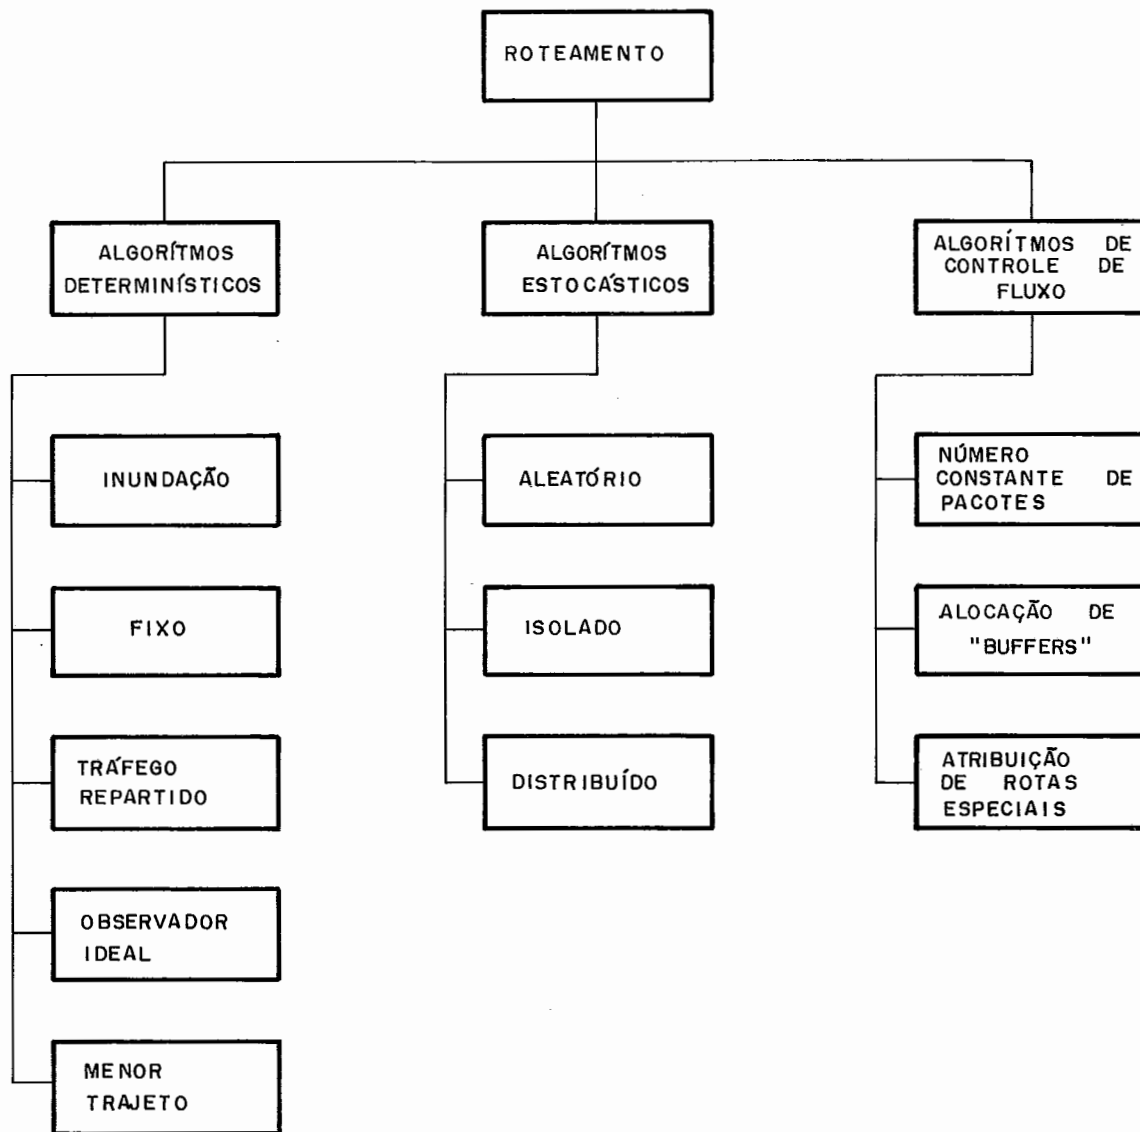 ROTEAMENTO
ALGORÍTMOS
DETERMINÍSTICOS
ALGORÍTMOS
ESTOCÁSTICOS
ALGORÍTMOS DE
CONTROLE DE
FLUXO
INUNDAÇÃO
FIXO
TRÁFEGO
REPARTIDO
OBSERVADOR
IDEAL
MENOR
TRAJETO
ALEATÓRIO
ISOLADO
DISTRIBUÍDO
NÚMERO
CONSTANTE DE
PACOTES
ALOCAÇÃO DE
"BUFFERS"
ATRIBUIÇÃO
DE ROTAS
ESPECIAIS